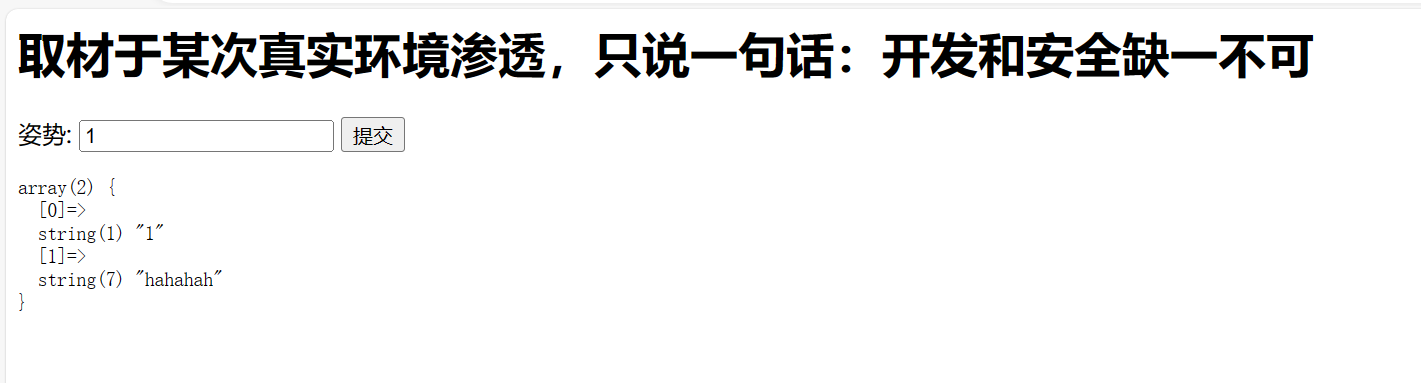 取材于某次真实环境渗透，只说一句话：开发和安全缺一不可
姿势: 1 提交
array(2) {
  [0]=>
  string(1) "1"
  [1]=>
  string(7) "hahahah"
}